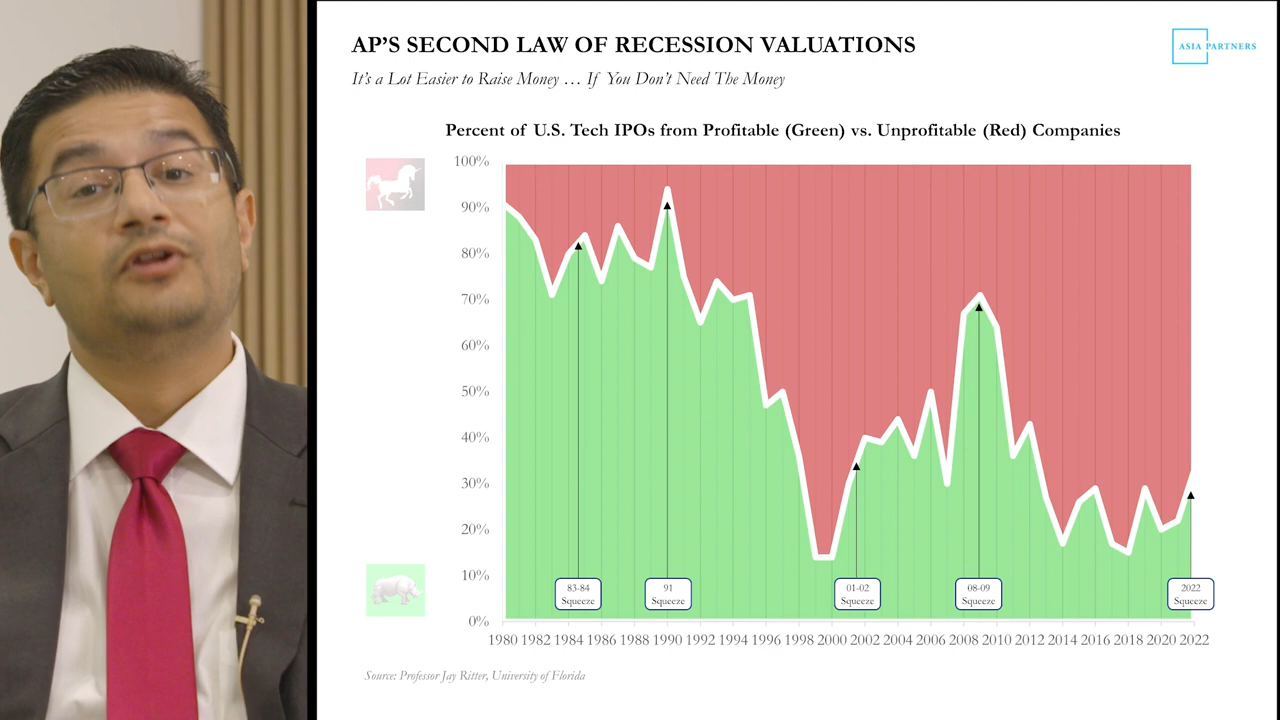 AP'S SECOND LAW OF RECESSION VALUATIONS
It's a Lot Easier to Raise Money … If You Don't Need The Money
ASIA PARTNERS
Percent of U.S. Tech IPOs from Profitable (Green) vs. Unprofitable (Red) Companies
100%
90%
80%
70%
60%
50%
40%
30%
20%
10%
0%
83-84
Squeeze
91
Squeeze
01-02
Squeeze
08-09
Squeeze
2022
Squeeze
1980 1982 1984 1986 1988 1990 1992 1994 1996 1998 2000 2002 2004 2006 2008 2010 2012 2014 2016 2018 2020 2022
Source: Professor Jay Ritter, University of Florida